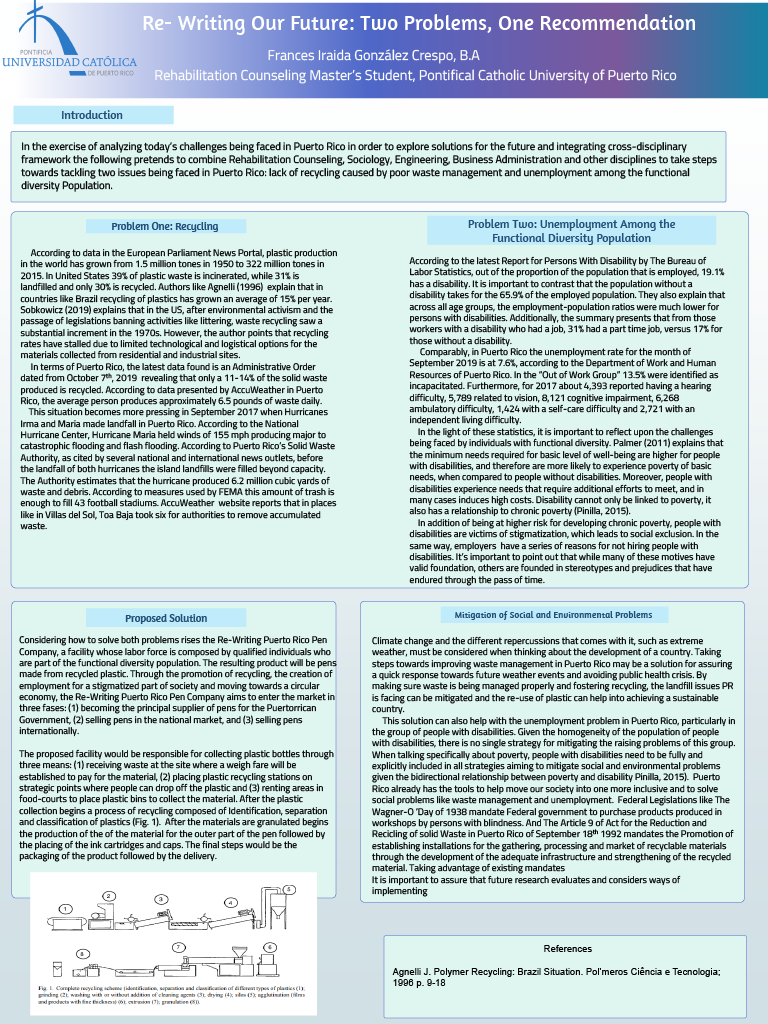 PONTIFICIA
UNIVERSIDAD CATÓLICA
DE PUERTO RICO
Re- Writing Our Future: Two Problems, One Recommendation
Frances Iraida González Crespo, B.A
Rehabilitation Counseling Master's Student, Pontifical Catholic University of Puerto Rico
Introduction
In the exercise of analyzing today's challenges being faced in Puerto Rico in order to explore solutions for the future and integrating cross-disciplinary
framework the following pretends to combine Rehabilitation Counseling, Sociology, Engineering, Business Administration and other disciplines to take steps
towards tackling two issues being faced in Puerto Rico: lack of recycling caused by poor waste management and unemployment among the functional
diversity Population.
Problem One: Recycling
According to data in the European Parliament News Portal, plastic production
in the world has grown from 1.5 million tones in 1950 to 322 million tones in
2015. In United States 39% of plastic waste is incinerated, while 31% is
landfilled and only 30% is recycled. Authors like Agnelli (1996) explain that in
countries like Brazil recycling of plastics has grown an average of 15% per year.
Sobkowicz (2019) explains that in the US, after environmental activism and the
passage of legislations banning activities like littering, waste recycling saw a
substantial increment in the 1970s. However, the author points that recycling
rates have stalled due to limited technological and logistical options for the
materials collected from residential and industrial sites.
In terms of Puerto Rico, the latest data found is an Administrative Order
dated from October 7th, 2019 revealing that only a 11-14% of the solid waste
produced is recycled. According to data presented by AccuWeather in Puerto
Rico, the average person produces approximately 6.5 pounds of waste daily.
This situation becomes more pressing in September 2017 when Hurricanes
Irma and Maria made landfall in Puerto Rico. According to the National
Hurricane Center, Hurricane Maria held winds of 155 mph producing major to
catastrophic flooding and flash flooding. According to Puerto Rico's Solid Waste
Authority, as cited by several national and international news outlets, before
the landfall of both hurricanes the island landfills were filled beyond capacity.
The Authority estimates that the hurricane produced 6.2 million cubic yards of
waste and debris. According to measures used by FEMA this amount of trash is
enough to fill 43 football stadiums. AccuWeather website reports that in places
like in Villas del Sol, Toa Baja took six for authorities to remove accumulated
waste.
Problem Two: Unemployment Among the
Functional Diversity Population
According to the latest Report for Persons With Disability by The Bureau of
Labor Statistics, out of the proportion of the population that is employed, 19.1%
has a disability. It is important to contrast that the population without a
disability takes for the 65.9% of the employed population. They also explain that
across all age groups, the employment-population ratios were much lower for
persons with disabilities. Additionally, the summary presents that from those
workers with a disability who had a job, 31% had a part time job, versus 17% for
those without a disability.
Comparably, in Puerto Rico the unemployment rate for the month of
September 2019 is at 7.6%, according to the Department of Work and Human
Resources of Puerto Rico. In the "Out of Work Group" 13.5% were identified as
incapacitated. Furthermore, for 2017 about 4,393 reported having a hearing
difficulty, 5,789 related to vision, 8,121 cognitive impairment, 6,268
ambulatory difficulty, 1,424 with a self-care difficulty and 2,721 with an
independent living difficulty.
In the light of these statistics, it is important to reflect upon the challenges
being faced by individuals with functional diversity. Palmer (2011) explains that
the minimum needs required for basic level of well-being are higher for people
with disabilities, and therefore are more likely to experience poverty of basic
needs, when compared to people without disabilities. Moreover, people with
disabilities experience needs that require additional efforts to meet, and in
many cases induces high costs. Disability cannot only be linked to poverty, it
also has a relationship to chronic poverty (Pinilla, 2015).
In addition of being at higher risk for developing chronic poverty, people with
disabilities are victims of stigmatization, which leads to social exclusion. In the
same way, employers have a series of reasons for not hiring people with
disabilities. It's important to point out that while many of these motives have
valid foundation, others are founded in stereotypes and prejudices that have
endured through the pass of time.
Proposed Solution
Considering how to solve both problems rises the Re-Writing Puerto Rico Pen
Company, a facility whose labor force is composed by qualified individuals who
are part of the functional diversity population. The resulting product will be pens
made from recycled plastic. Through the promotion of recycling, the creation of
employment for a stigmatized part of society and moving towards a circular
economy, the Re-Writing Puerto Rico Pen Company aims to enter the market in
three fases: (1) becoming the principal supplier of pens for the Puertorrican
Government, (2) selling pens in the national market, and (3) selling pens
internationally.
The proposed facility would be responsible for collecting plastic bottles through
three means: (1) receiving waste at the site where a weigh fare will be
established to pay for the material, (2) placing plastic recycling stations on
strategic points where people can drop off the plastic and (3) renting areas in
food-courts to place plastic bins to collect the material. After the plastic
collection begins a process of recycling composed of Identification, separation
and classification of plastics (Fig. 1). After the materials are granulated begins
the production of the of the material for the outer part of the pen followed by
the placing of the ink cartridges and caps. The final steps would be the
packaging of the product followed by the delivery.
1
2
3
4
5
8
7
6
Fig. 1. Complete recycling scheme (identification, separation and classification of different types of plastics (1);
grinding (2); washing with or without addition of cleaning agents (3); drying (4); silos (5); agglutination (films
and products with fine thickness) (6); extrusion (7); granulation (8)).
Mitigation of Social and Environmental Problems
Climate change and the different repercussions that comes with it, such as extreme
weather, must be considered when thinking about the development of a country. Taking
steps towards improving waste management in Puerto Rico may be a solution for assuring
a quick response towards future weather events and avoiding public health crisis. By
making sure waste is being managed properly and fostering recycling, the landfill issues PR
is facing can be mitigated and the re-use of plastic can help into achieving a sustainable
country.
This solution can also help with the unemployment problem in Puerto Rico, particularly in
the group of people with disabilities. Given the homogeneity of the population of people
with disabilities, there is no single strategy for mitigating the raising problems of this group.
When talking specifically about poverty, people with disabilities need to be fully and
explicitly included in all strategies aiming to mitigate social and environmental problems
given the bidirectional relationship between poverty and disability Pinilla, 2015). Puerto
Rico already has the tools to help move our society into one more inclusive and to solve
social problems like waste management and unemployment. Federal Legislations like The
Wagner-O 'Day of 1938 mandate Federal government to purchase products produced in
workshops by persons with blindness. And The Article 9 of Act for the Reduction and
Recicling of solid Waste in Puerto Rico of September 18th 1992 mandates the Promotion of
establishing installations for the gathering, processing and market of recyclable materials
through the development of the adequate infrastructure and strengthening of the recycled
material. Taking advantage of existing mandates
It is important to assure that future research evaluates and considers ways of
implementing
References
Agnelli J. Polymer Recycling: Brazil Situation. Pol'meros Ciência e Tecnologia;
1996 p. 9-18